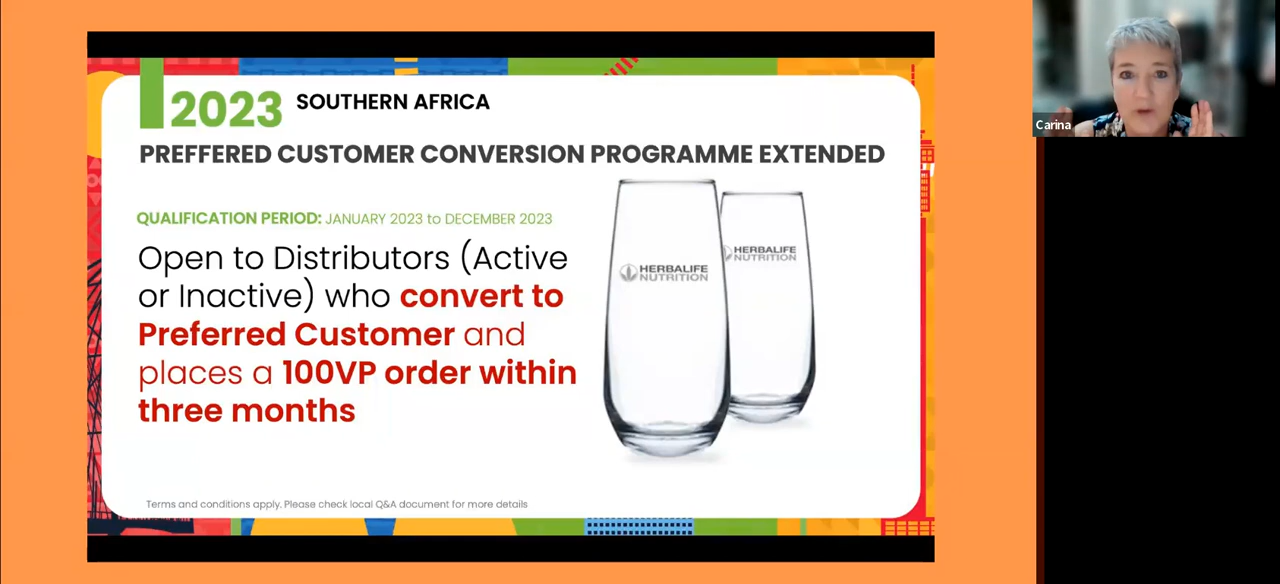 2023 SOUTHERN AFRICA
PREFFERED CUSTOMER CONVERSION PROGRAMME EXTENDED
QUALIFICATION PERIOD: JANUARY 2023 to DECEMBER 2023
Open to Distributors (Active
or Inactive) who convert to
Preferred Customer and
places a 100VP order within
three months
HERBALIFE
NUTRITION
HERBALIFE
NUTRITION
Terms and conditions apply. Please check local Q&A document for more details
Carina